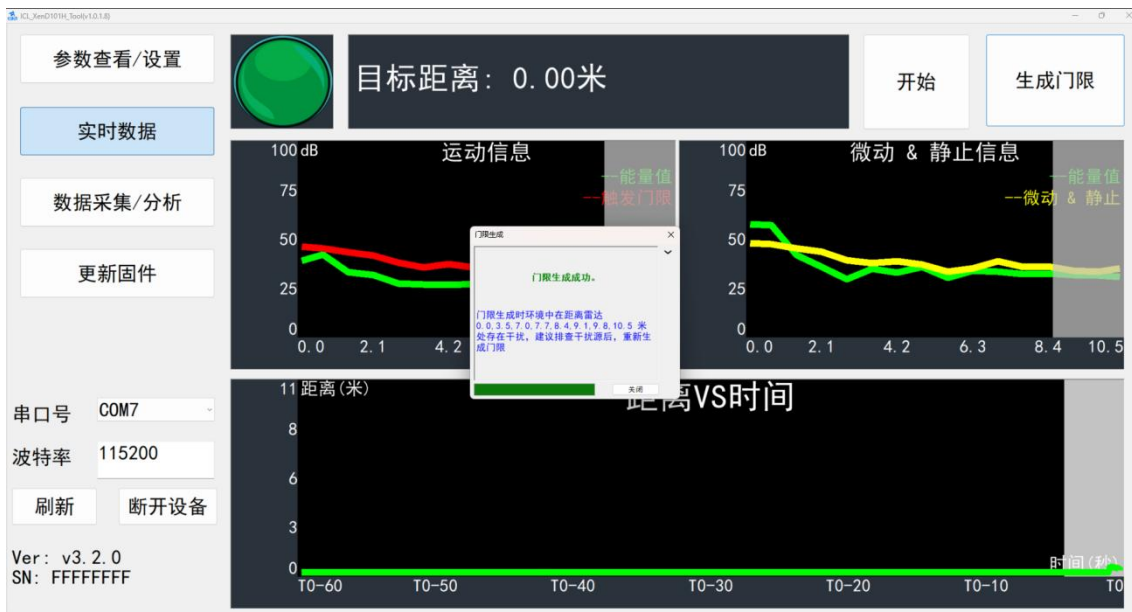 ICL_XenD101H_Tool(v1.0.1.8)
参数查看/设置
实时数据
数据采集/分析
更新固件
串口号
COM7
波特率
115200
刷新
断开设备
Ver: v3.2.0
SN: FFFFFFFF
目标距离: 0.00米
开始
生成门限
100 dB
运动信息
--能量值
--触发门限
75
50
25
0
0.0
2.1
4.2
100 dB
微动 & 静止信息
--能量值
--微动 & 静止
75
50
25
0
0.0
2.1
4.2
6.3
8.4
10.5
门限生成
门限生成成功。
门限生成时环境中在距离雷达
0.0,3.5,7.0,7.7,8.4,9.1,9.8,10.5 米
处存在干扰，建议排查干扰源后，重新生
成门限
关闭
11 距离(米)
距离VS时间
8
6
3
0
时间(秒)
T0-60
T0-50
T0-40
T0-30
T0-20
T0-10
T0